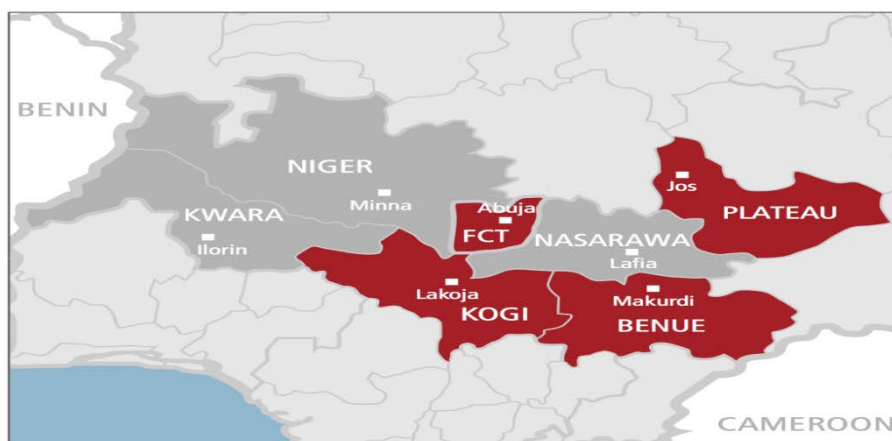 BENIN
NIGER
Minna
KWARA
Ilorin
Abuja
FCT
NASARAWA
Lafia
Jos
PLATEAU
Lakoja
KOGI
Makurdi
BENUE
CAMEROON